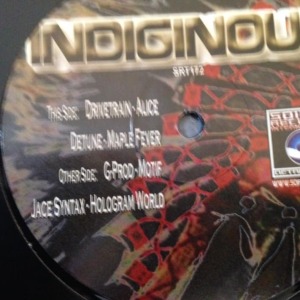 INDIGINOU
SRT172
This Side: Drivetrain - Alice
Detune - Maple Fever
Other Side: G-Prod - Motif
Jace Syntax - Hologram World